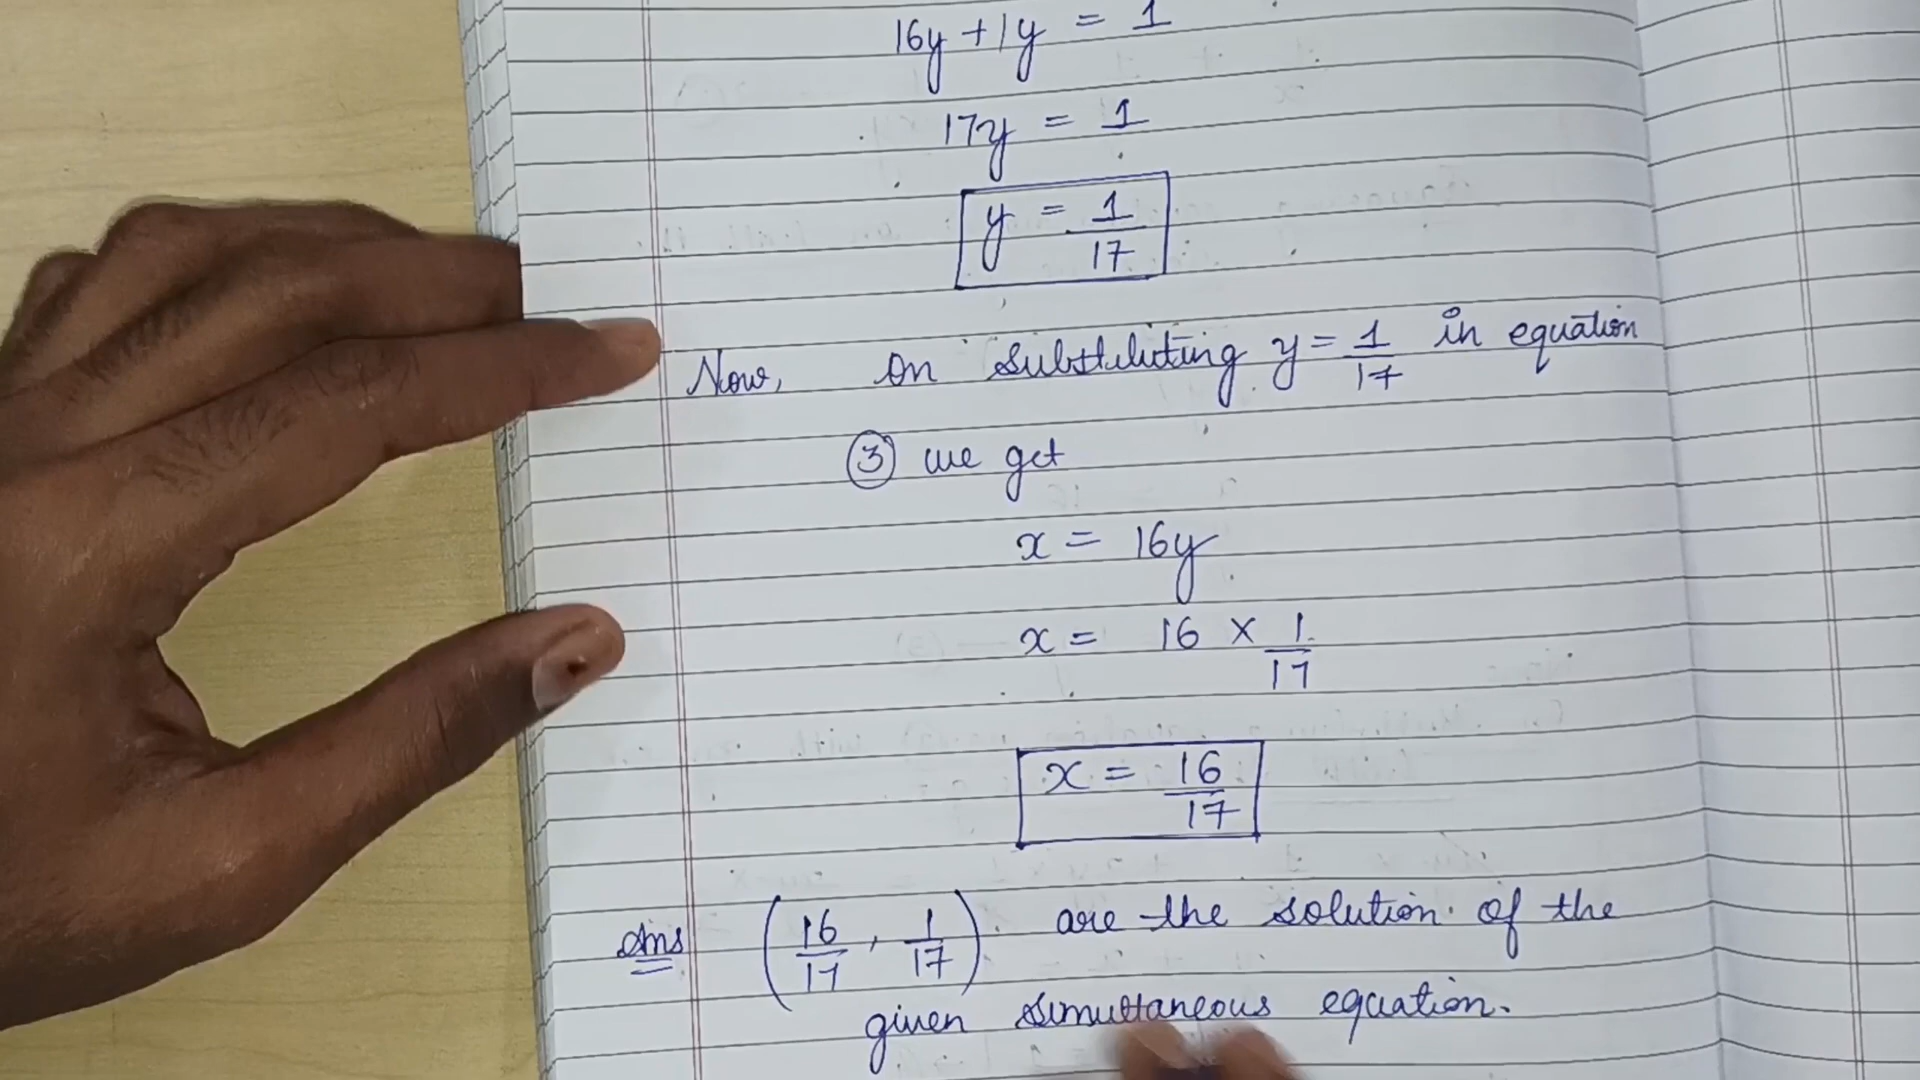 16y + 1y = 1
17y = 1
y = 1/17
Now, on substituting y = 1/17 in equation
③ we get
x = 16y
x = 16 × 1/17
x = 16/17
Ans (16/17, 1/17) are the solution of the
given simultaneous equation.